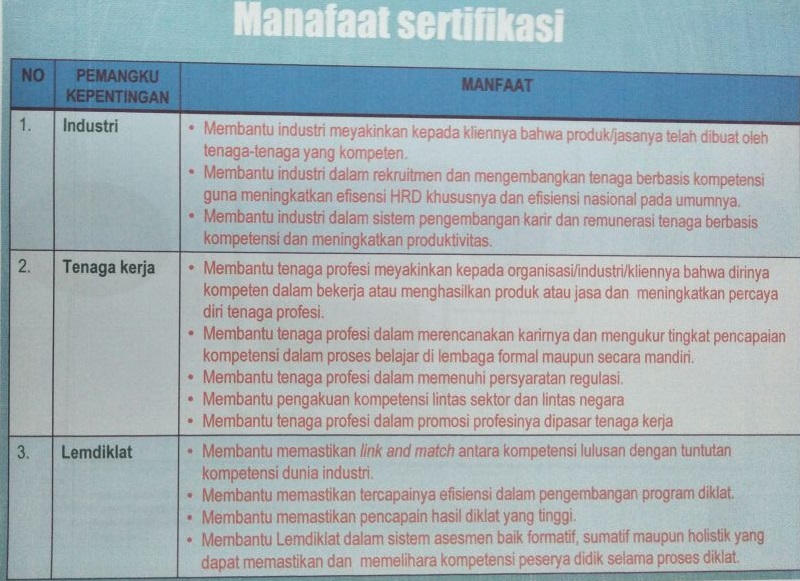 Manafaat sertifikasi
NO
PEMANGKU
KEPENTINGAN
MANFAAT
1.
Industri
• Membantu industri meyakinkan kepada kliennya bahwa produk/jasanya telah dibuat oleh
tenaga-tenaga yang kompeten.
• Membantu industri dalam rekruitmen dan mengembangkan tenaga berbasis kompetensi
guna meningkatkan efisensi HRD khususnya dan efisiensi nasional pada umumnya.
• Membantu industri dalam sistem pengembangan karir dan remunerasi tenaga berbasis
kompetensi dan meningkatkan produktivitas.
2.
Tenaga kerja
• Membantu tenaga profesi meyakinkan kepada organisasi/industri/kliennya bahwa dirinya
kompeten dalam bekerja atau menghasilkan produk atau jasa dan meningkatkan percaya
diri tenaga profesi.
• Membantu tenaga profesi dalam merencanakan karirnya dan mengukur tingkat pencapaian
kompetensi dalam proses belajar di lembaga formal maupun secara mandiri.
• Membantu tenaga profesi dalam memenuhi persyaratan regulasi.
• Membantu pengakuan kompetensi lintas sektor dan lintas negara
• Membantu tenaga profesi dalam promosi profesinya dipasar tenaga kerja
3.
Lemdiklat
• Membantu memastikan link and match antara kompetensi lulusan dengan tuntutan
kompetensi dunia industri.
• Membantu memastikan tercapainya efisiensi dalam pengembangan program diklat.
• Membantu memastikan pencapain hasil diklat yang tinggi.
• Membantu Lemdiklat dalam sistem asesmen baik formatif, sumatif maupun holistik yang
dapat memastikan dan memelihara kompetensi peserya didik selama proses diklat.